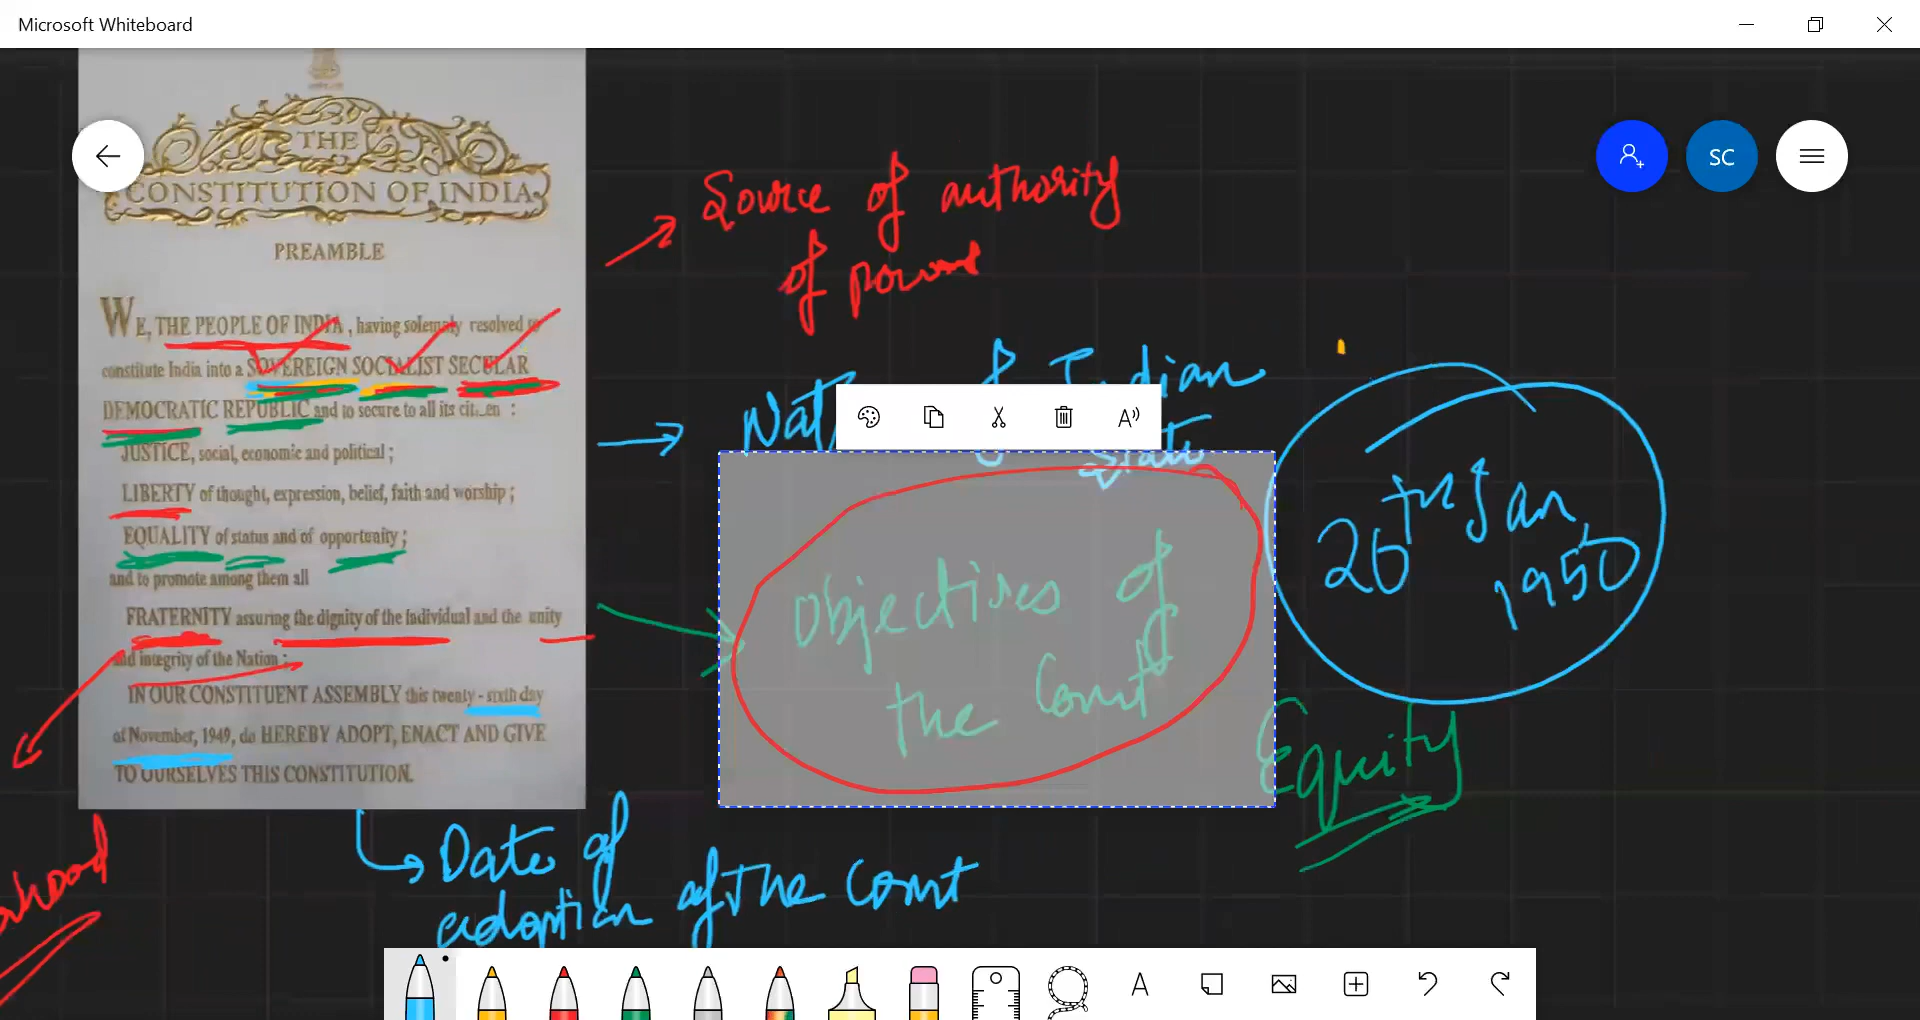 Microsoft Whiteboard
SC
THE
CONSTITUTION OF INDIA
PREAMBLE
WE, THE PEOPLE OF INDIA, having solemnly resolved to
constitute India into a SOVEREIGN SOCIALIST SECULAR
DEMOCRATIC REPUBLIC and to secure to all its
JUSTICE, social, economic and political;
LIBERTY of thought, expression, belief, faith and worship;
EQUALITY of status and of opportunity;
and to promote among them all
FRATERNITY assuring the dignity of the individual and the unity
and integrity of the Nation;
IN OUR CONSTITUENT ASSEMBLY this twenty-sixth day
of November, 1949, do HEREBY ADOPT, ENACT AND GIVE
TO OURSELVES THIS CONSTITUTION.
Source of authority
of
Nat Indian
State
Objectives of
the Const
26th Jan,
1950
Equity
Date of
adoption of the Const
rhood
A